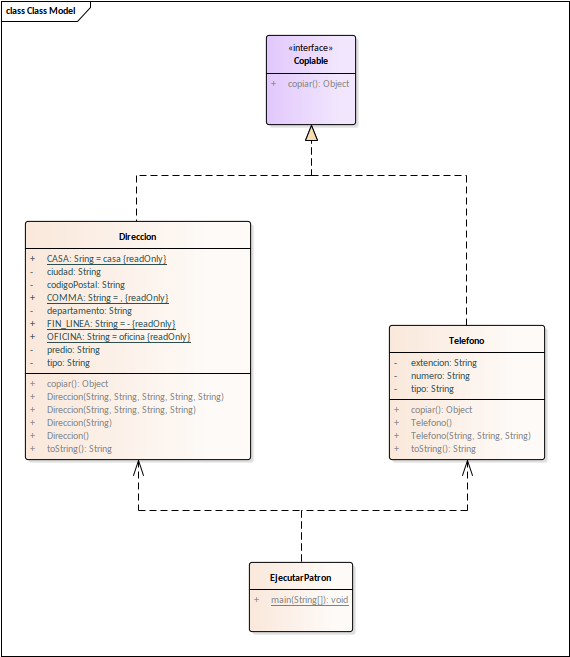 class Class Model
«interface»
Copiable
+ copiar(): Object
Direccion
+ CASA: Sring = casa {readOnly}
- ciudad: String
- codigoPostal: String
+ COMMA: String = , {readOnly}
- departamento: String
+ FIN_LINEA: String = - {readOnly}
+ OFICINA: String = oficina {readOnly}
- predio: String
- tipo: String
+ copiar(): Object
+ Direccion(String, String, String, String, String)
+ Direccion(String, String, String, String)
+ Direccion(String)
+ Direccion()
+ toString(): String
Telefono
- extencion: String
- numero: String
- tipo: String
+ copiar(): Object
+ Telefono()
+ Telefono(String, String, String)
+ toString(): String
EjecutarPatron
+ main(String[]): void